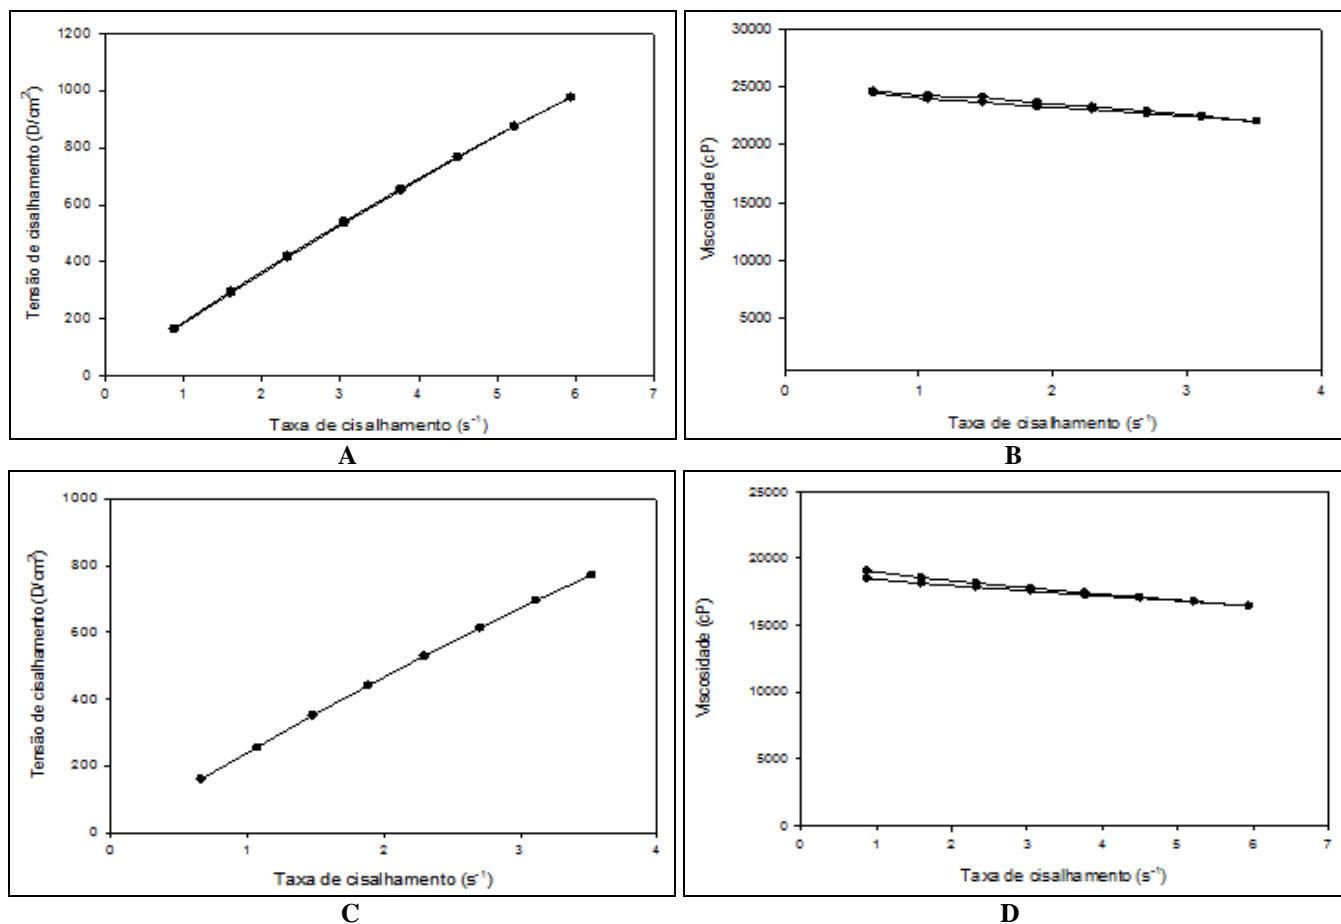 1200
1000
800
600
400
200
0
0 1 2 3 4 5 6 7
Tensão de cisalhamento (D/cm²)
Taxa de cisalhamento (s⁻¹)
A
30000
25000
20000
15000
10000
5000
0 1 2 3 4
Viscosidade (cP)
Taxa de cisalhamento (s⁻¹)
B
1000
800
600
400
200
0
0 1 2 3 4
Tensão de cisalhamento (D/cm²)
Taxa de cisalhamento (s⁻¹)
C
25000
20000
15000
10000
5000
0
0 1 2 3 4 5 6 7
Viscosidade (cP)
Taxa de cisalhamento (s⁻¹)
D